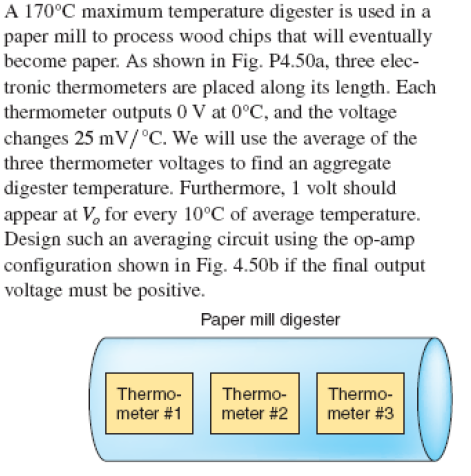 A 170°C maximum temperature digester is used in a
paper mill to process wood chips that will eventually
become paper. As shown in Fig. P4.50a, three elec-
tronic thermometers are placed along its length. Each
thermometer outputs 0 V at 0°C, and the voltage
changes 25 mV/°C. We will use the average of the
three thermometer voltages to find an aggregate
digester temperature. Furthermore, 1 volt should
appear at Vₒ for every 10°C of average temperature.
Design such an averaging circuit using the op-amp
configuration shown in Fig. 4.50b if the final output
voltage must be positive.
Paper mill digester
Thermo-
meter #1
Thermo-
meter #2
Thermo-
meter #3